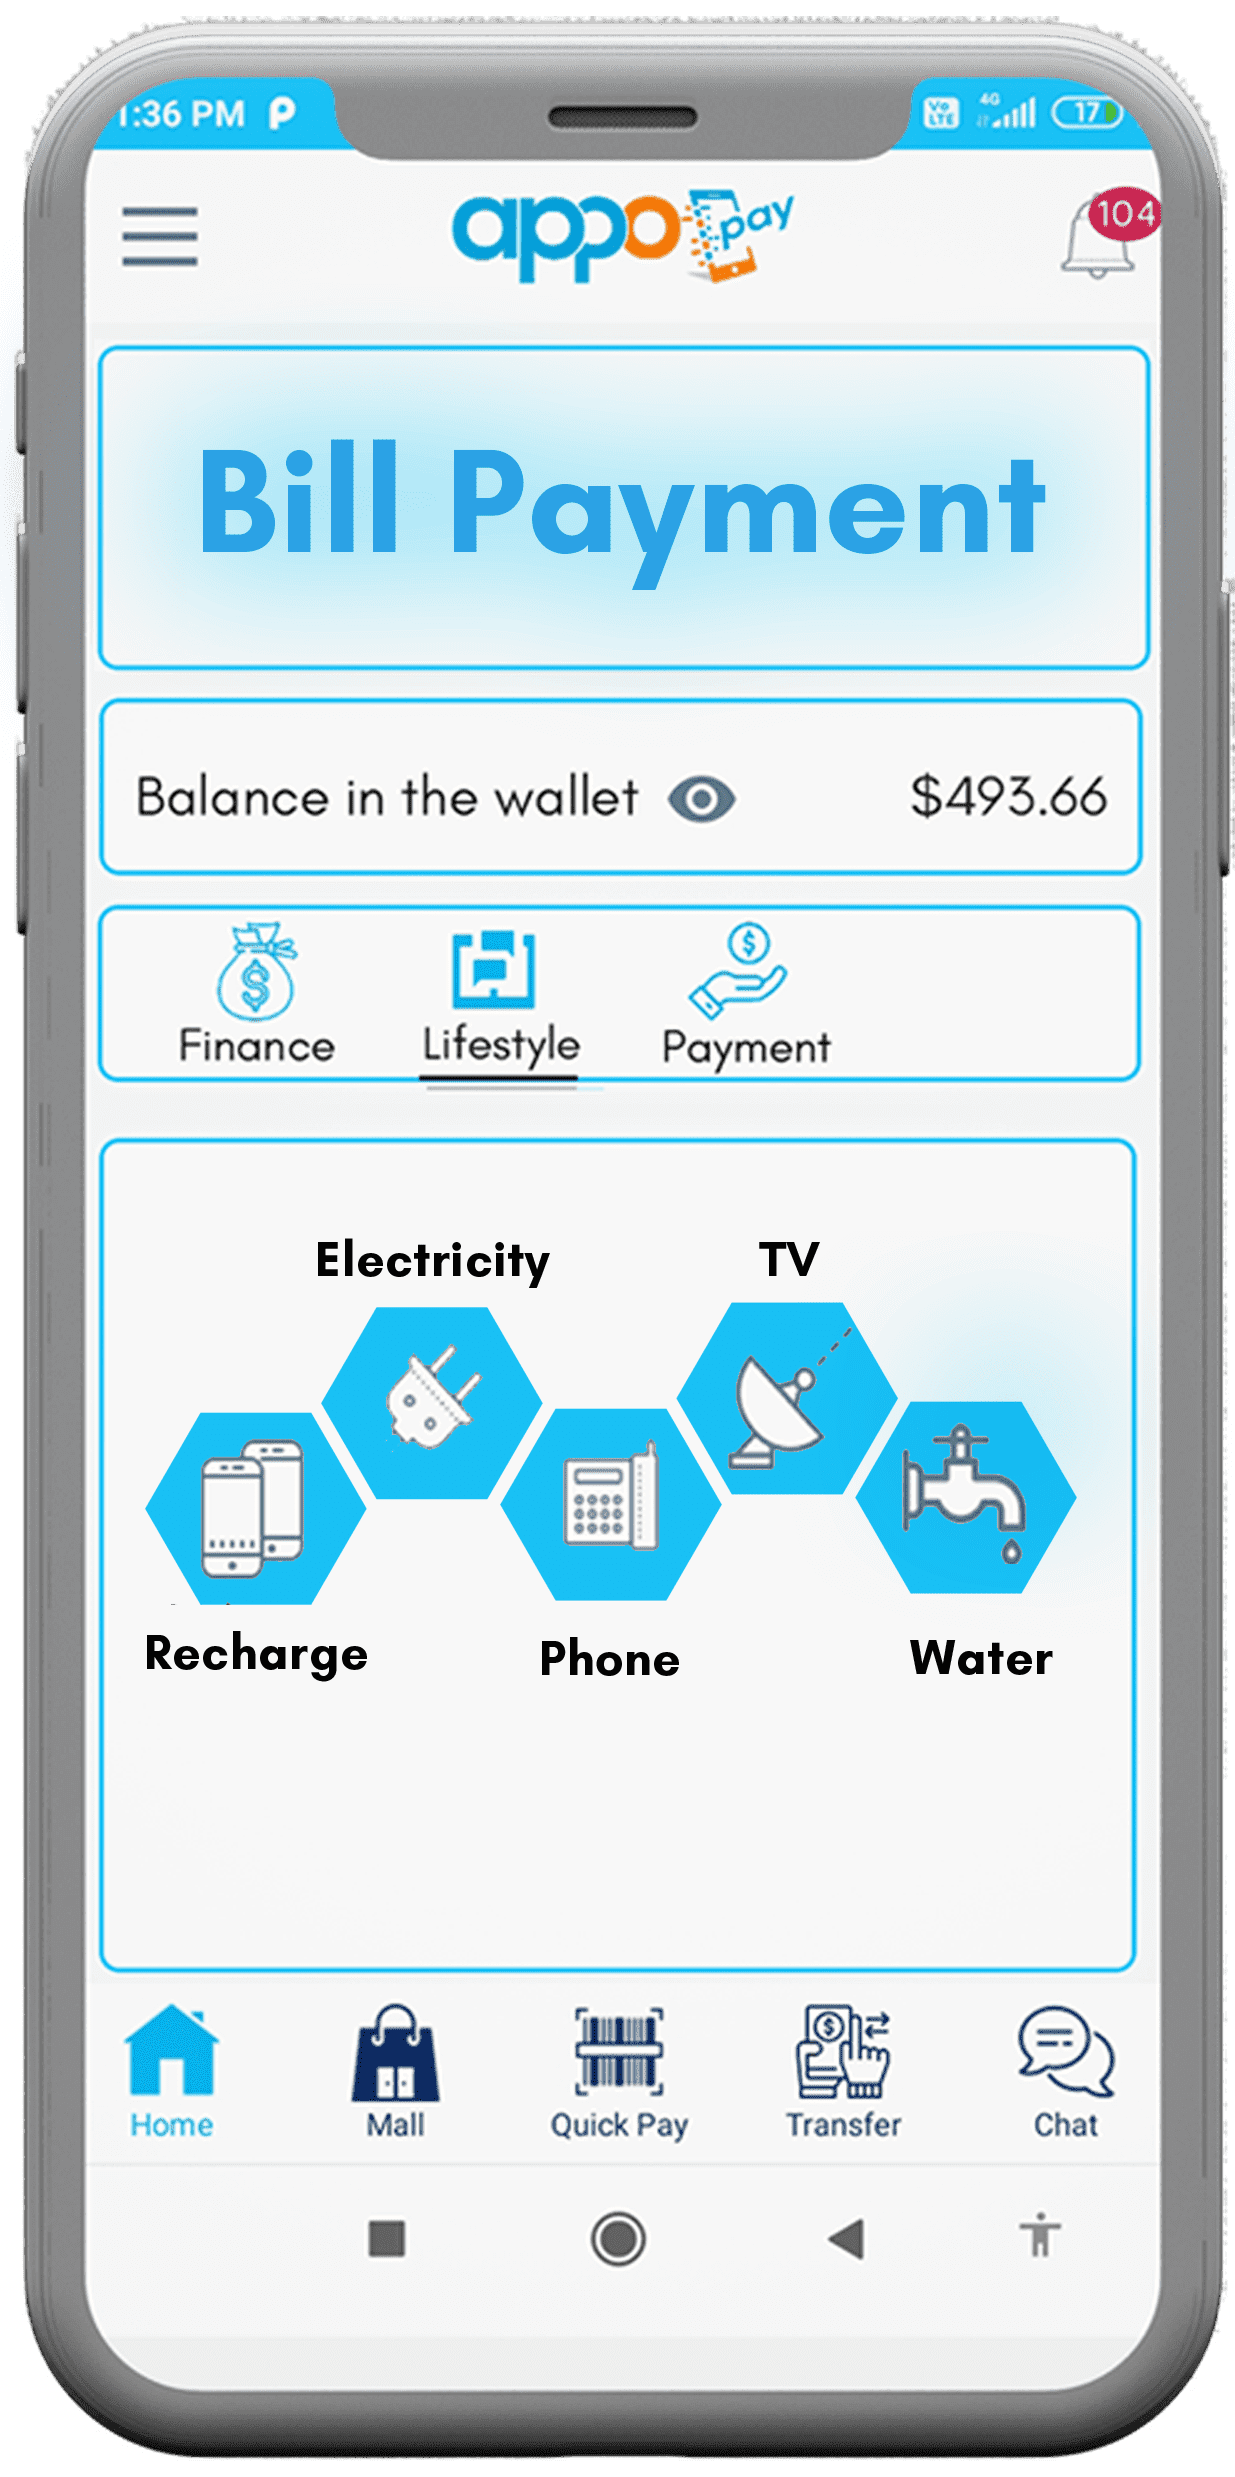 1:36 PM
Vo LTE 4G 17
appo pay
104
Bill Payment
Balance in the wallet $493.66
Finance Lifestyle Payment
Electricity TV
Recharge Phone Water
Home Mall Quick Pay Transfer Chat